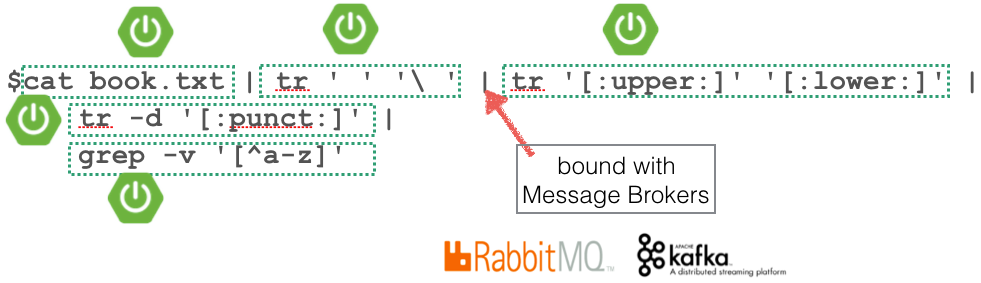 $cat book.txt | tr ' ' '\ ' | tr '[:upper:]' '[:lower:]' |
tr -d '[:punct:]' |
grep -v '[^a-z]'
bound with
Message Brokers
RabbitMQ™
APACHE
kafka
A distributed streaming platform